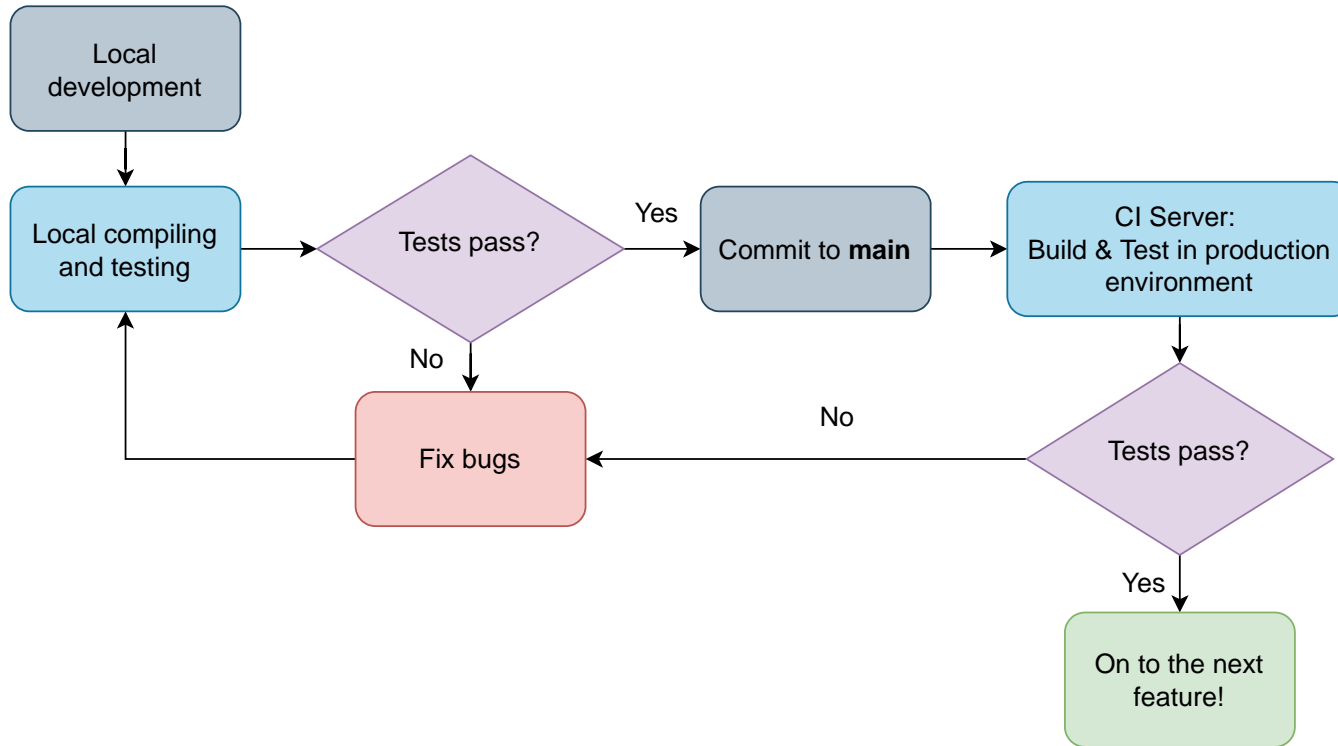 Local
development
Local compiling
and testing
Tests pass?
Yes
Commit to main
CI Server:
Build & Test in production
environment
No
Fix bugs
No
Tests pass?
Yes
On to the next
feature!